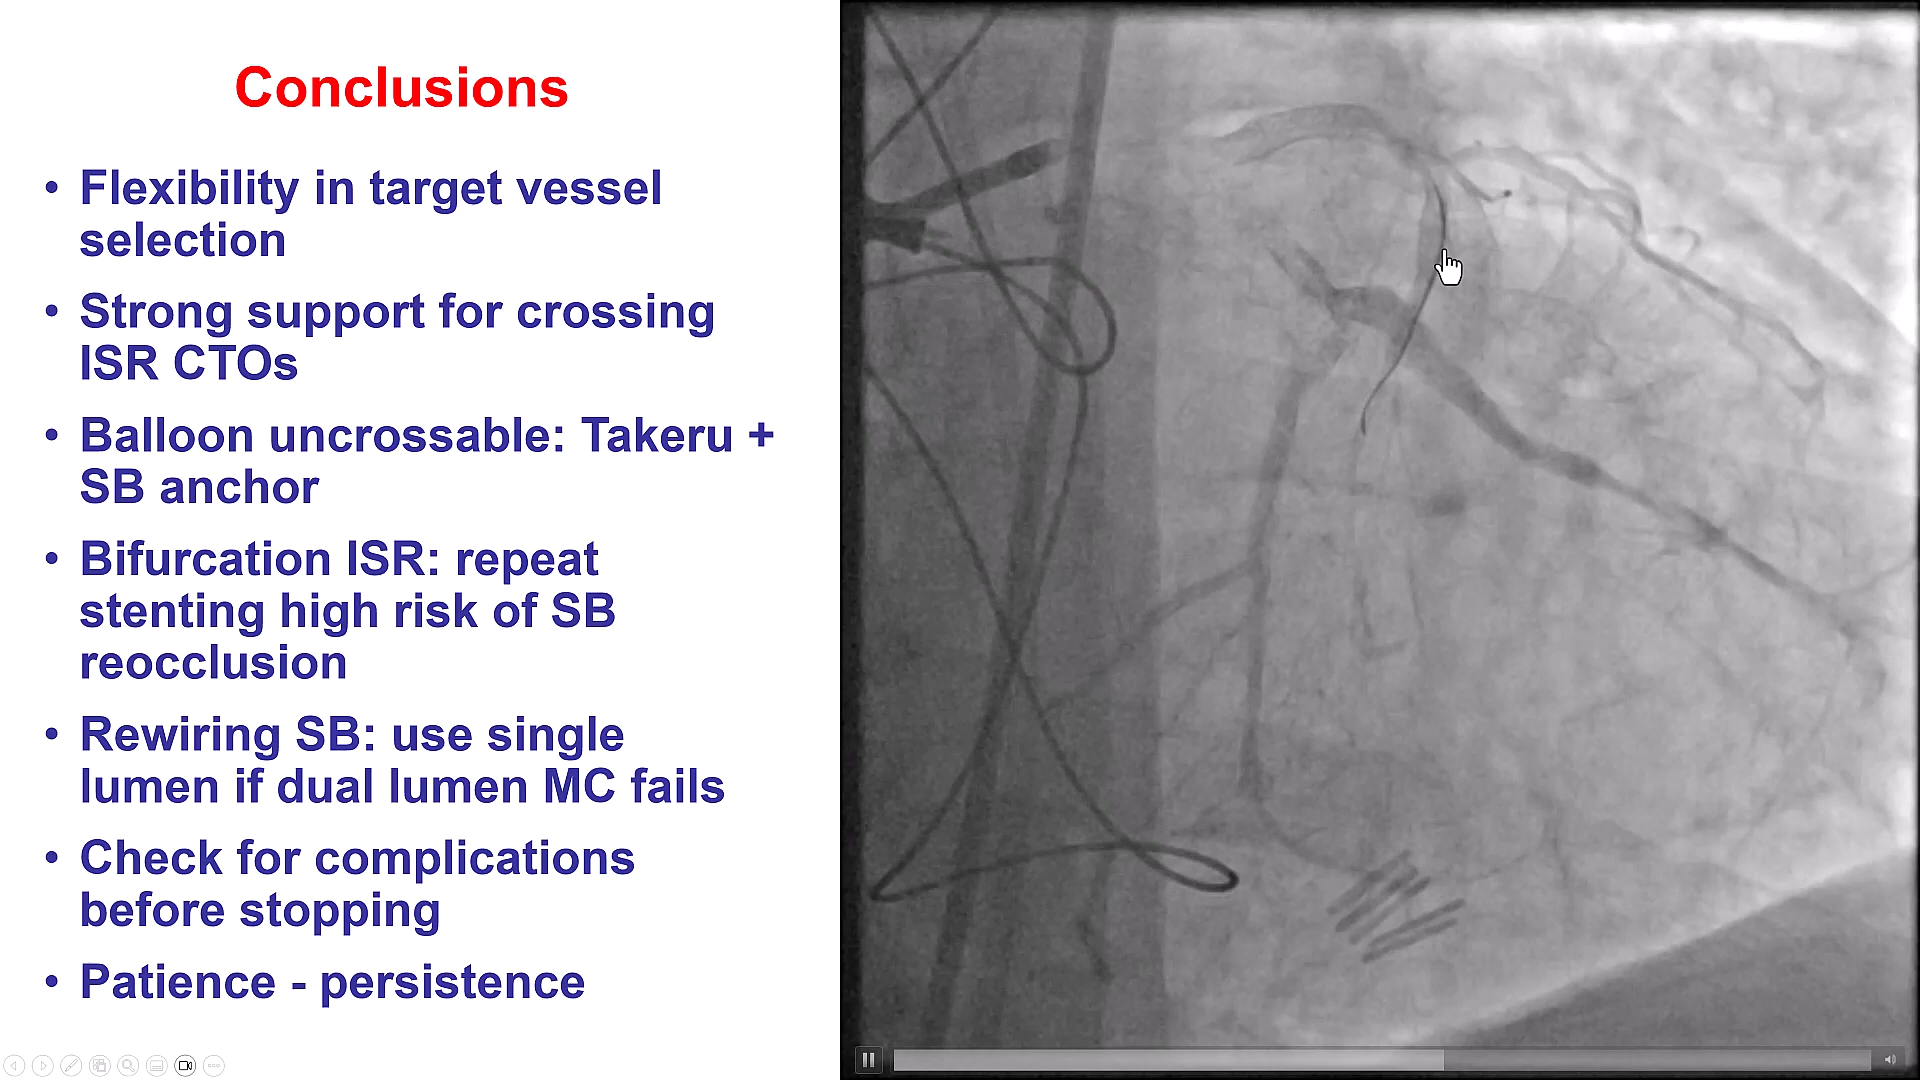 Conclusions
• Flexibility in target vessel
selection
• Strong support for crossing
ISR CTOs
• Balloon uncrossable: Takeru +
SB anchor
• Bifurcation ISR: repeat
stenting high risk of SB
reocclusion
• Rewiring SB: use single
lumen if dual lumen MC fails
• Check for complications
before stopping
• Patience - persistence